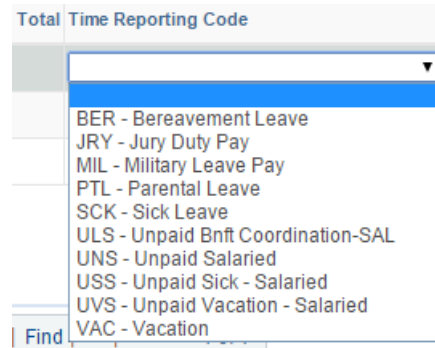 Total Time Reporting Code
BER - Bereavement Leave
JRY - Jury Duty Pay
MIL - Military Leave Pay
PTL - Parental Leave
SCK - Sick Leave
ULS - Unpaid Bnft Coordination-SAL
UNS - Unpaid Salaried
USS - Unpaid Sick - Salaried
UVS - Unpaid Vacation - Salaried
VAC - Vacation
Find